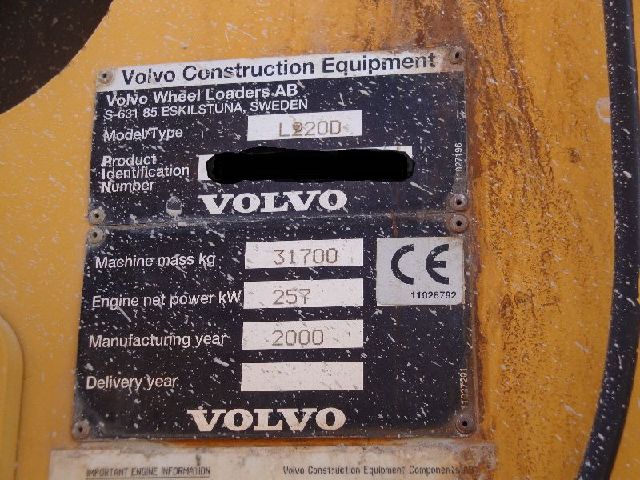 Volvo Construction Equipment
Volvo Wheel Loaders AB
S-631 85 ESKILSTUNA, SWEDEN
Model/Type L220D
Product
Identification
Number
VOLVO
11027196
Machine mass kg 31700
Engine net power kW 257
Manufacturing year 2000
Delivery year
CE
11026792
VOLVO
IMPORTANT ENGINE INFORMATION Volvo Construction Equipment Components AB